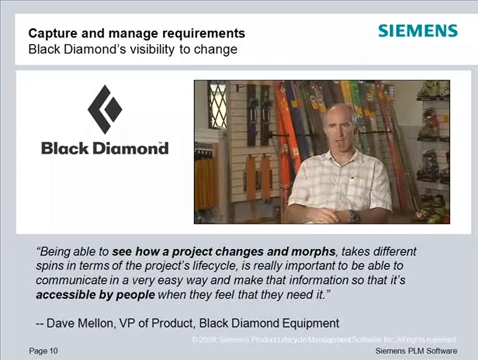 Capture and manage requirements
Black Diamond's visibility to change
SIEMENS
Black Diamond
“Being able to see how a project changes and morphs, takes different
spins in terms of the project's lifecycle, is really important to be able to
communicate in a very easy way and make that information so that it's
accessible by people when they feel that they need it.”
-- Dave Mellon, VP of Product, Black Diamond Equipment
Page 10
Siemens PLM Software